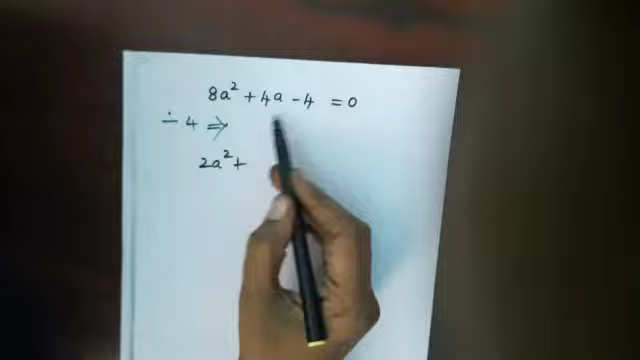 8a² + 4a - 4 = 0
÷ 4 ⇒
2a² +